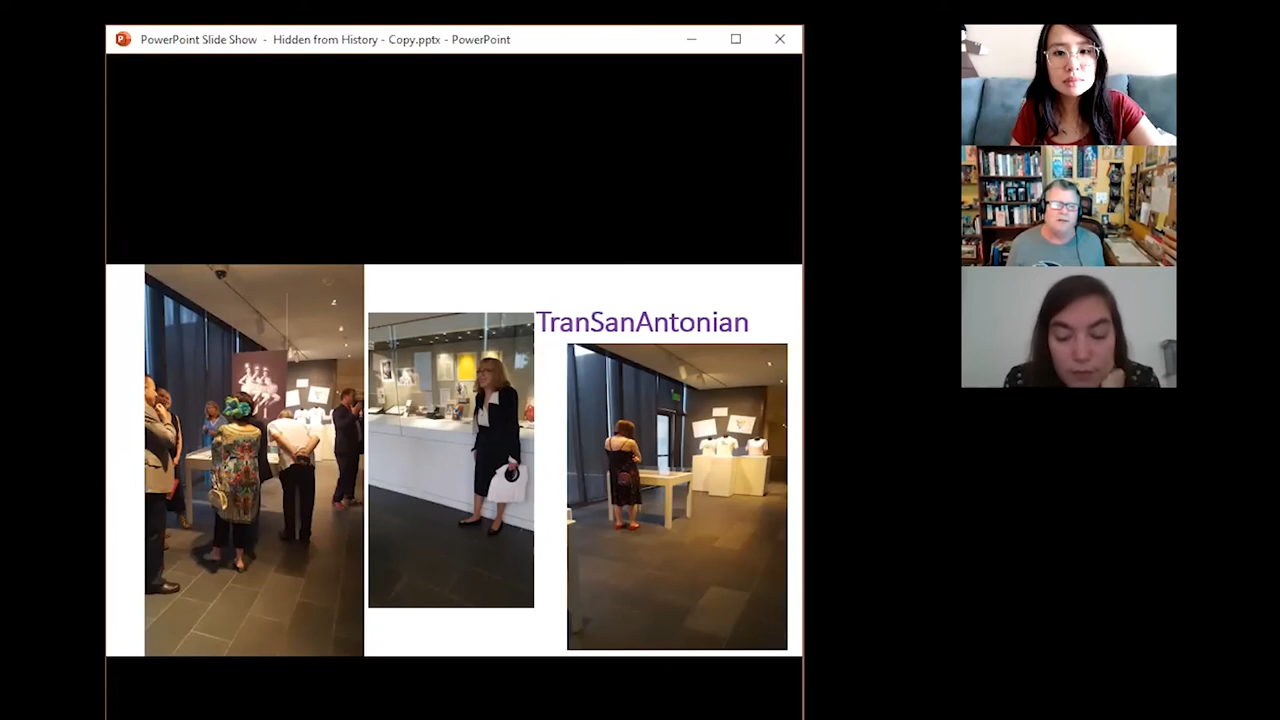 PowerPoint Slide Show - Hidden from History - Copy.pptx - PowerPoint
TranSanAntonian